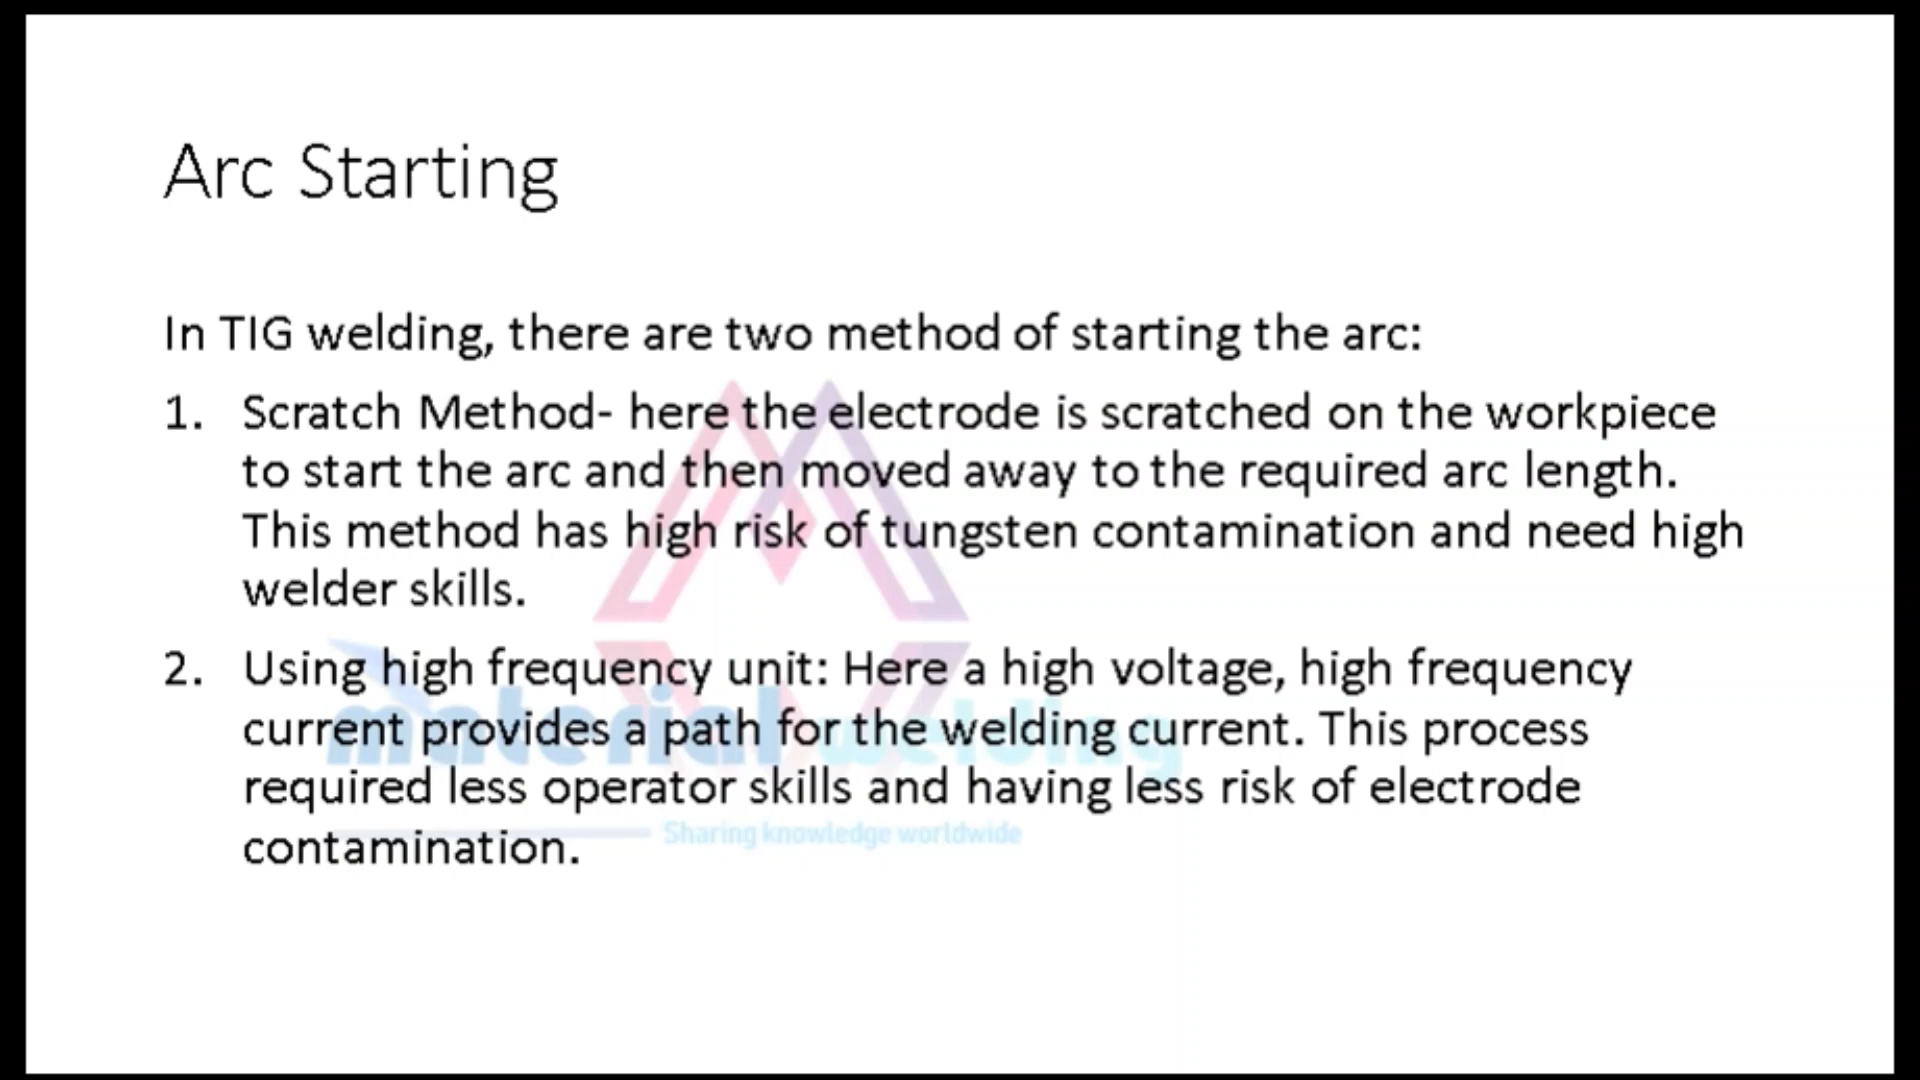 Arc Starting
In TIG welding, there are two method of starting the arc:
1. Scratch Method- here the electrode is scratched on the workpiece
to start the arc and then moved away to the required arc length.
This method has high risk of tungsten contamination and need high
welder skills.
2. Using high frequency unit: Here a high voltage, high frequency
current provides a path for the welding current. This process
required less operator skills and having less risk of electrode
contamination.
material welding
Sharing knowledge worldwide